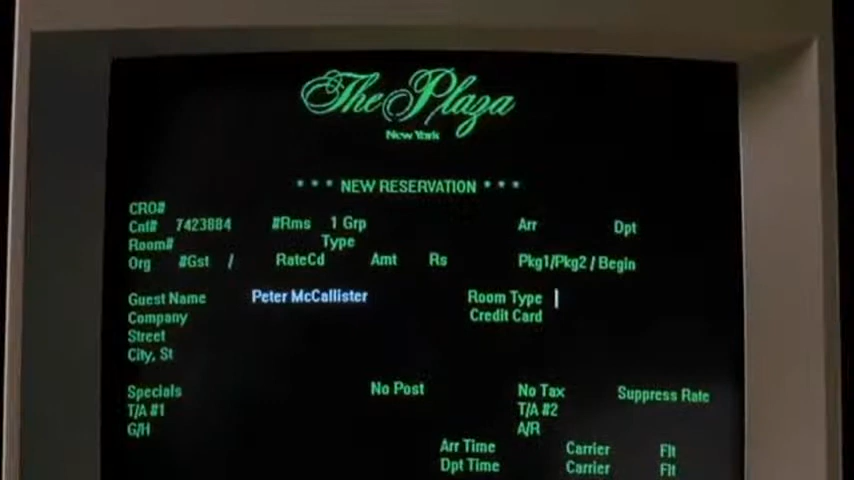 The Plaza
New York
* * * NEW RESERVATION * * *
CRO#
Cnf# 7423884 #Rms 1 Grp Arr Dpt
Room# Type
Org #Gst / RateCd Amt Rs Pkg1/Pkg2 / Begin
Guest Name Peter McCallister Room Type
Company Credit Card
Street
City, St
Specials No Post No Tax Suppress Rate
T/A #1 T/A #2
G/H A/R
Arr Time Carrier Flt
Dpt Time Carrier Flt